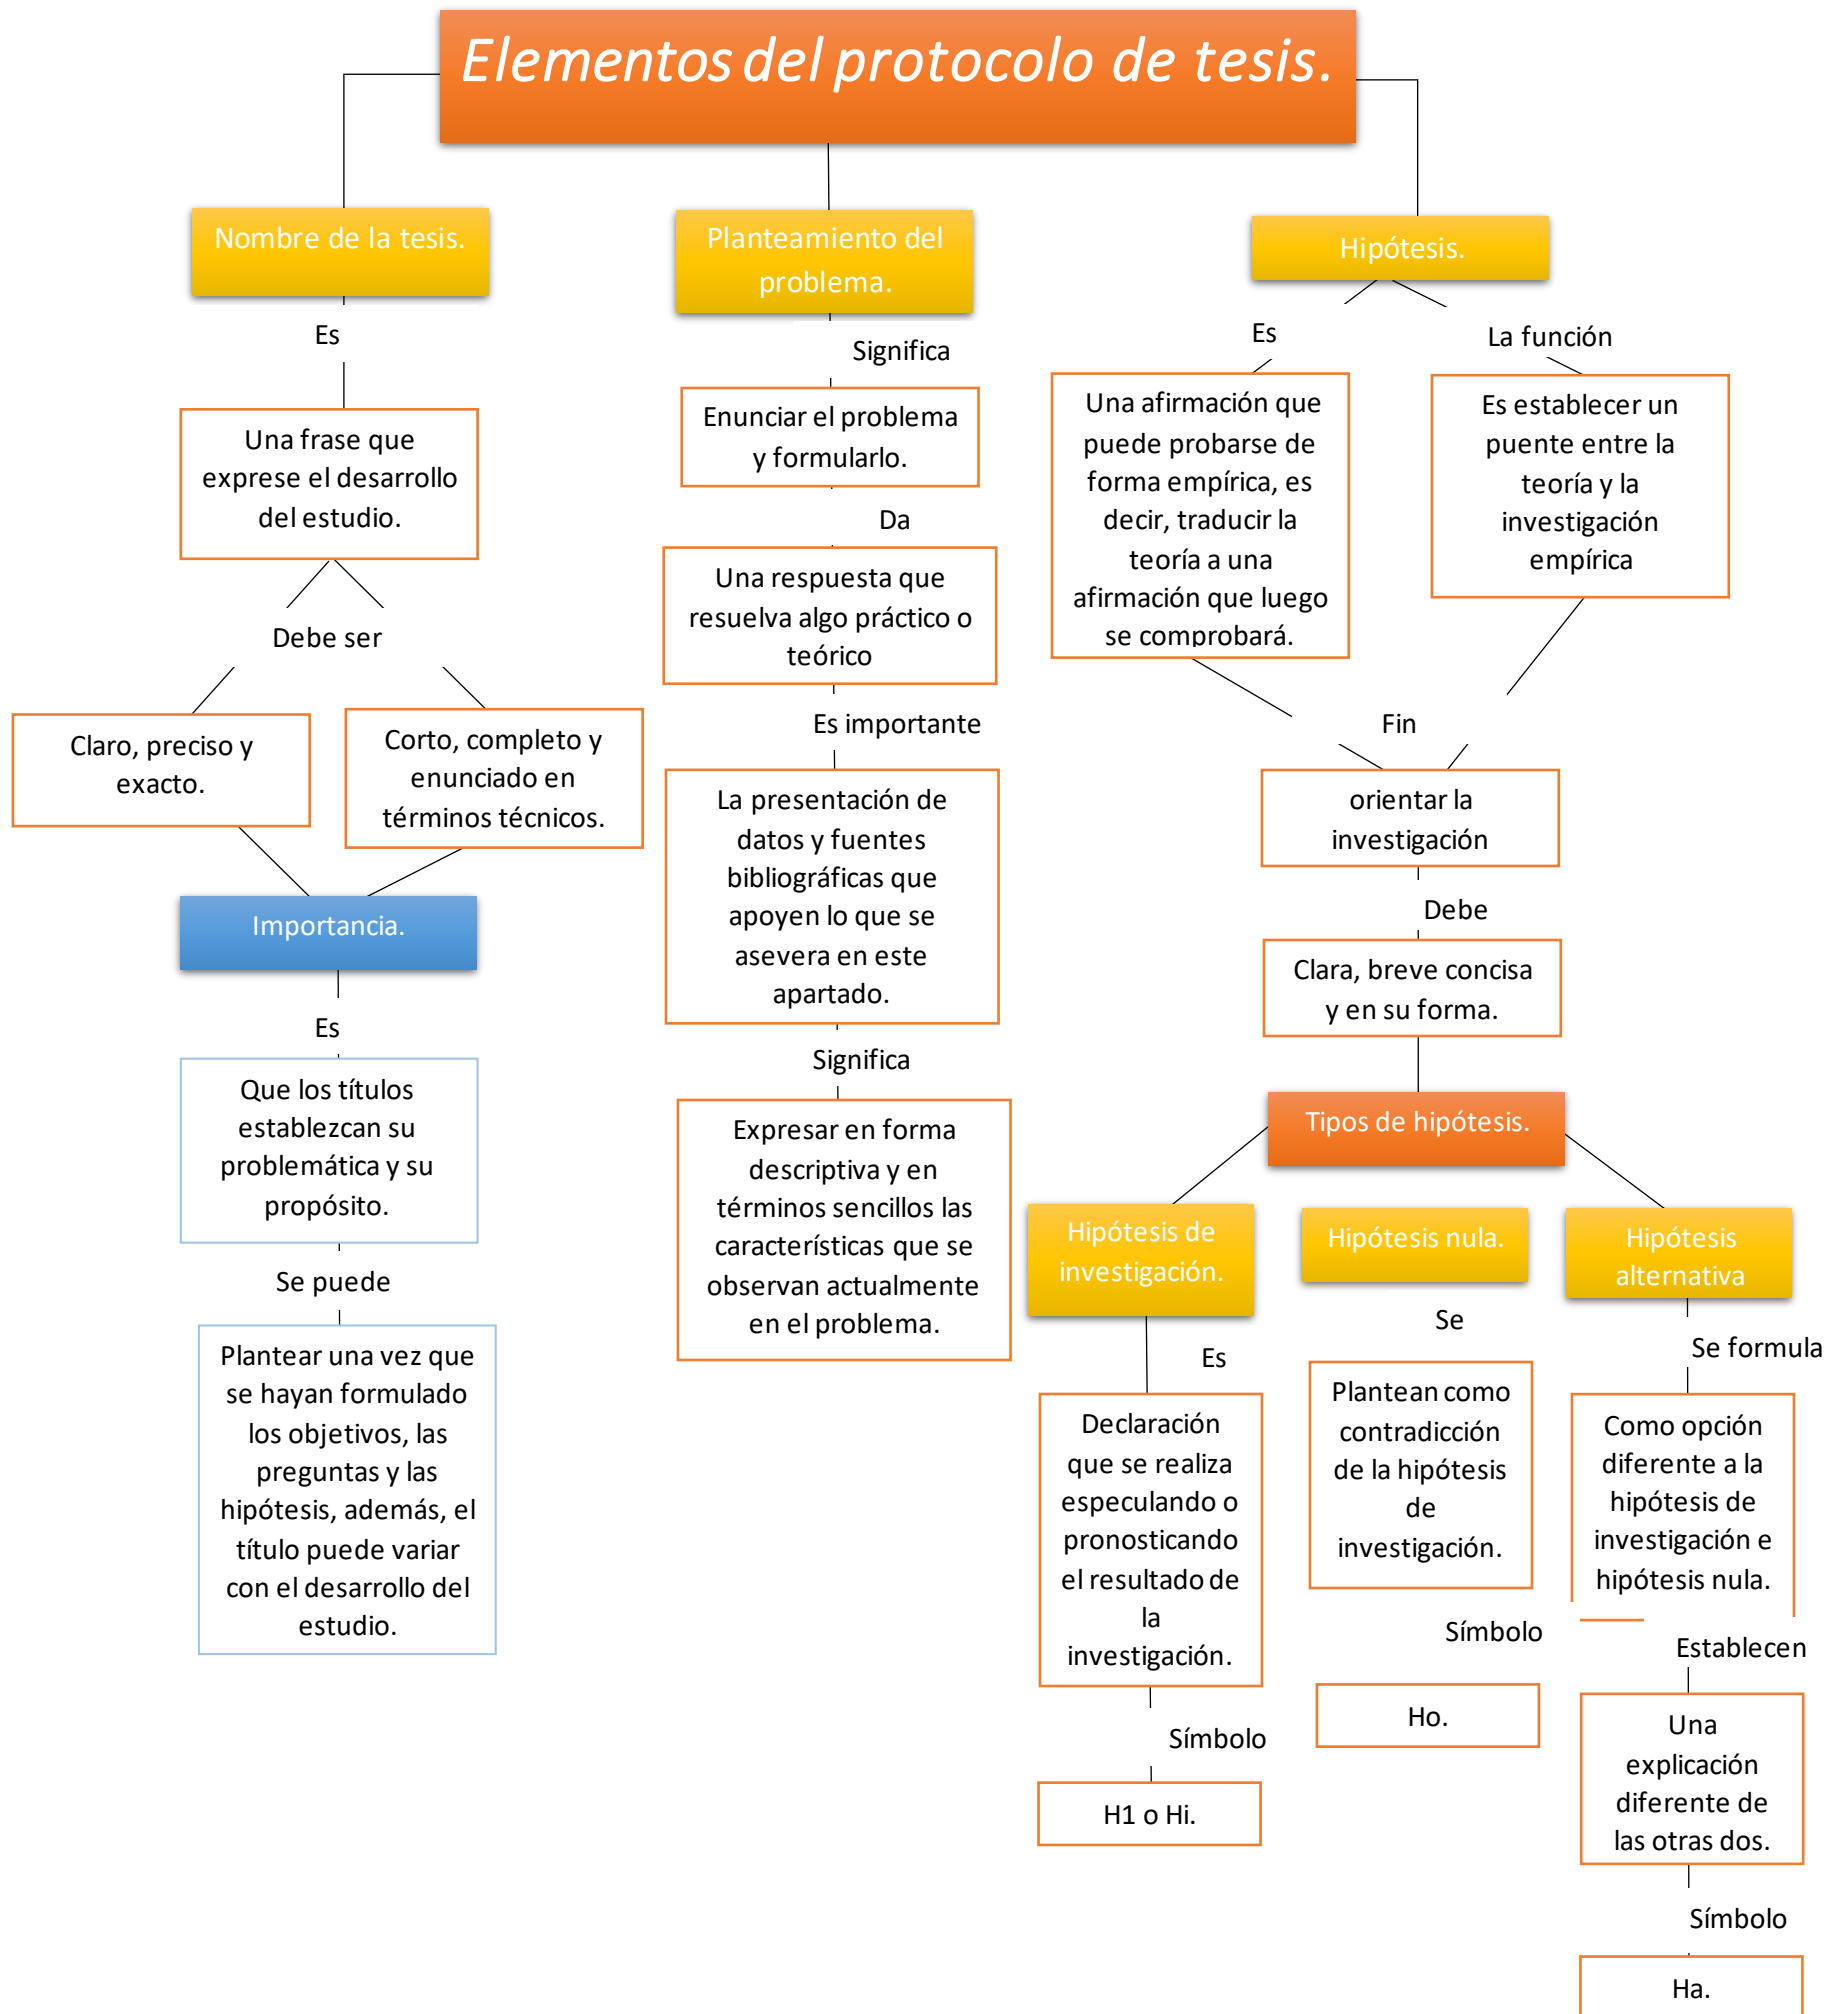 Elementos del protocolo de tesis.
Nombre de la tesis.
Es
Una frase que
exprese el desarrollo
del estudio.
Debe ser
Claro, preciso y
exacto.
Corto, completo y
enunciado en
términos técnicos.
Importancia.
Es
Que los títulos
establezcan su
problemática y su
propósito.
Se puede
Plantear una vez que
se hayan formulado
los objetivos, las
preguntas y las
hipótesis, además, el
título puede variar
con el desarrollo del
estudio.
Planteamiento del
problema.
Significa
Enunciar el problema
y formularlo.
Da
Una respuesta que
resuelva algo práctico o
teórico
Es importante
La presentación de
datos y fuentes
bibliográficas que
apoyen lo que se
asevera en este
apartado.
Significa
Expresar en forma
descriptiva y en
términos sencillos las
características que se
observan actualmente
en el problema.
Hipótesis.
Es
Una afirmación que
puede probarse de
forma empírica, es
decir, traducir la
teoría a una
afirmación que luego
se comprobará.
La función
Es establecer un
puente entre la
teoría y la
investigación
empírica
Fin
orientar la
investigación
Debe
Clara, breve concisa
y en su forma.
Tipos de hipótesis.
Hipótesis de
investigación.
Es
Declaración
que se realiza
especulando o
pronosticando
el resultado de
la
investigación.
Símbolo
H1 o Hi.
Hipótesis nula.
Se
Plantean como
contradicción
de la hipótesis
de
investigación.
Símbolo
Ho.
Hipótesis
alternativa
Se formula
Como opción
diferente a la
hipótesis de
investigación e
hipótesis nula.
Establecen
Una
explicación
diferente de
las otras dos.
Símbolo
Ha.